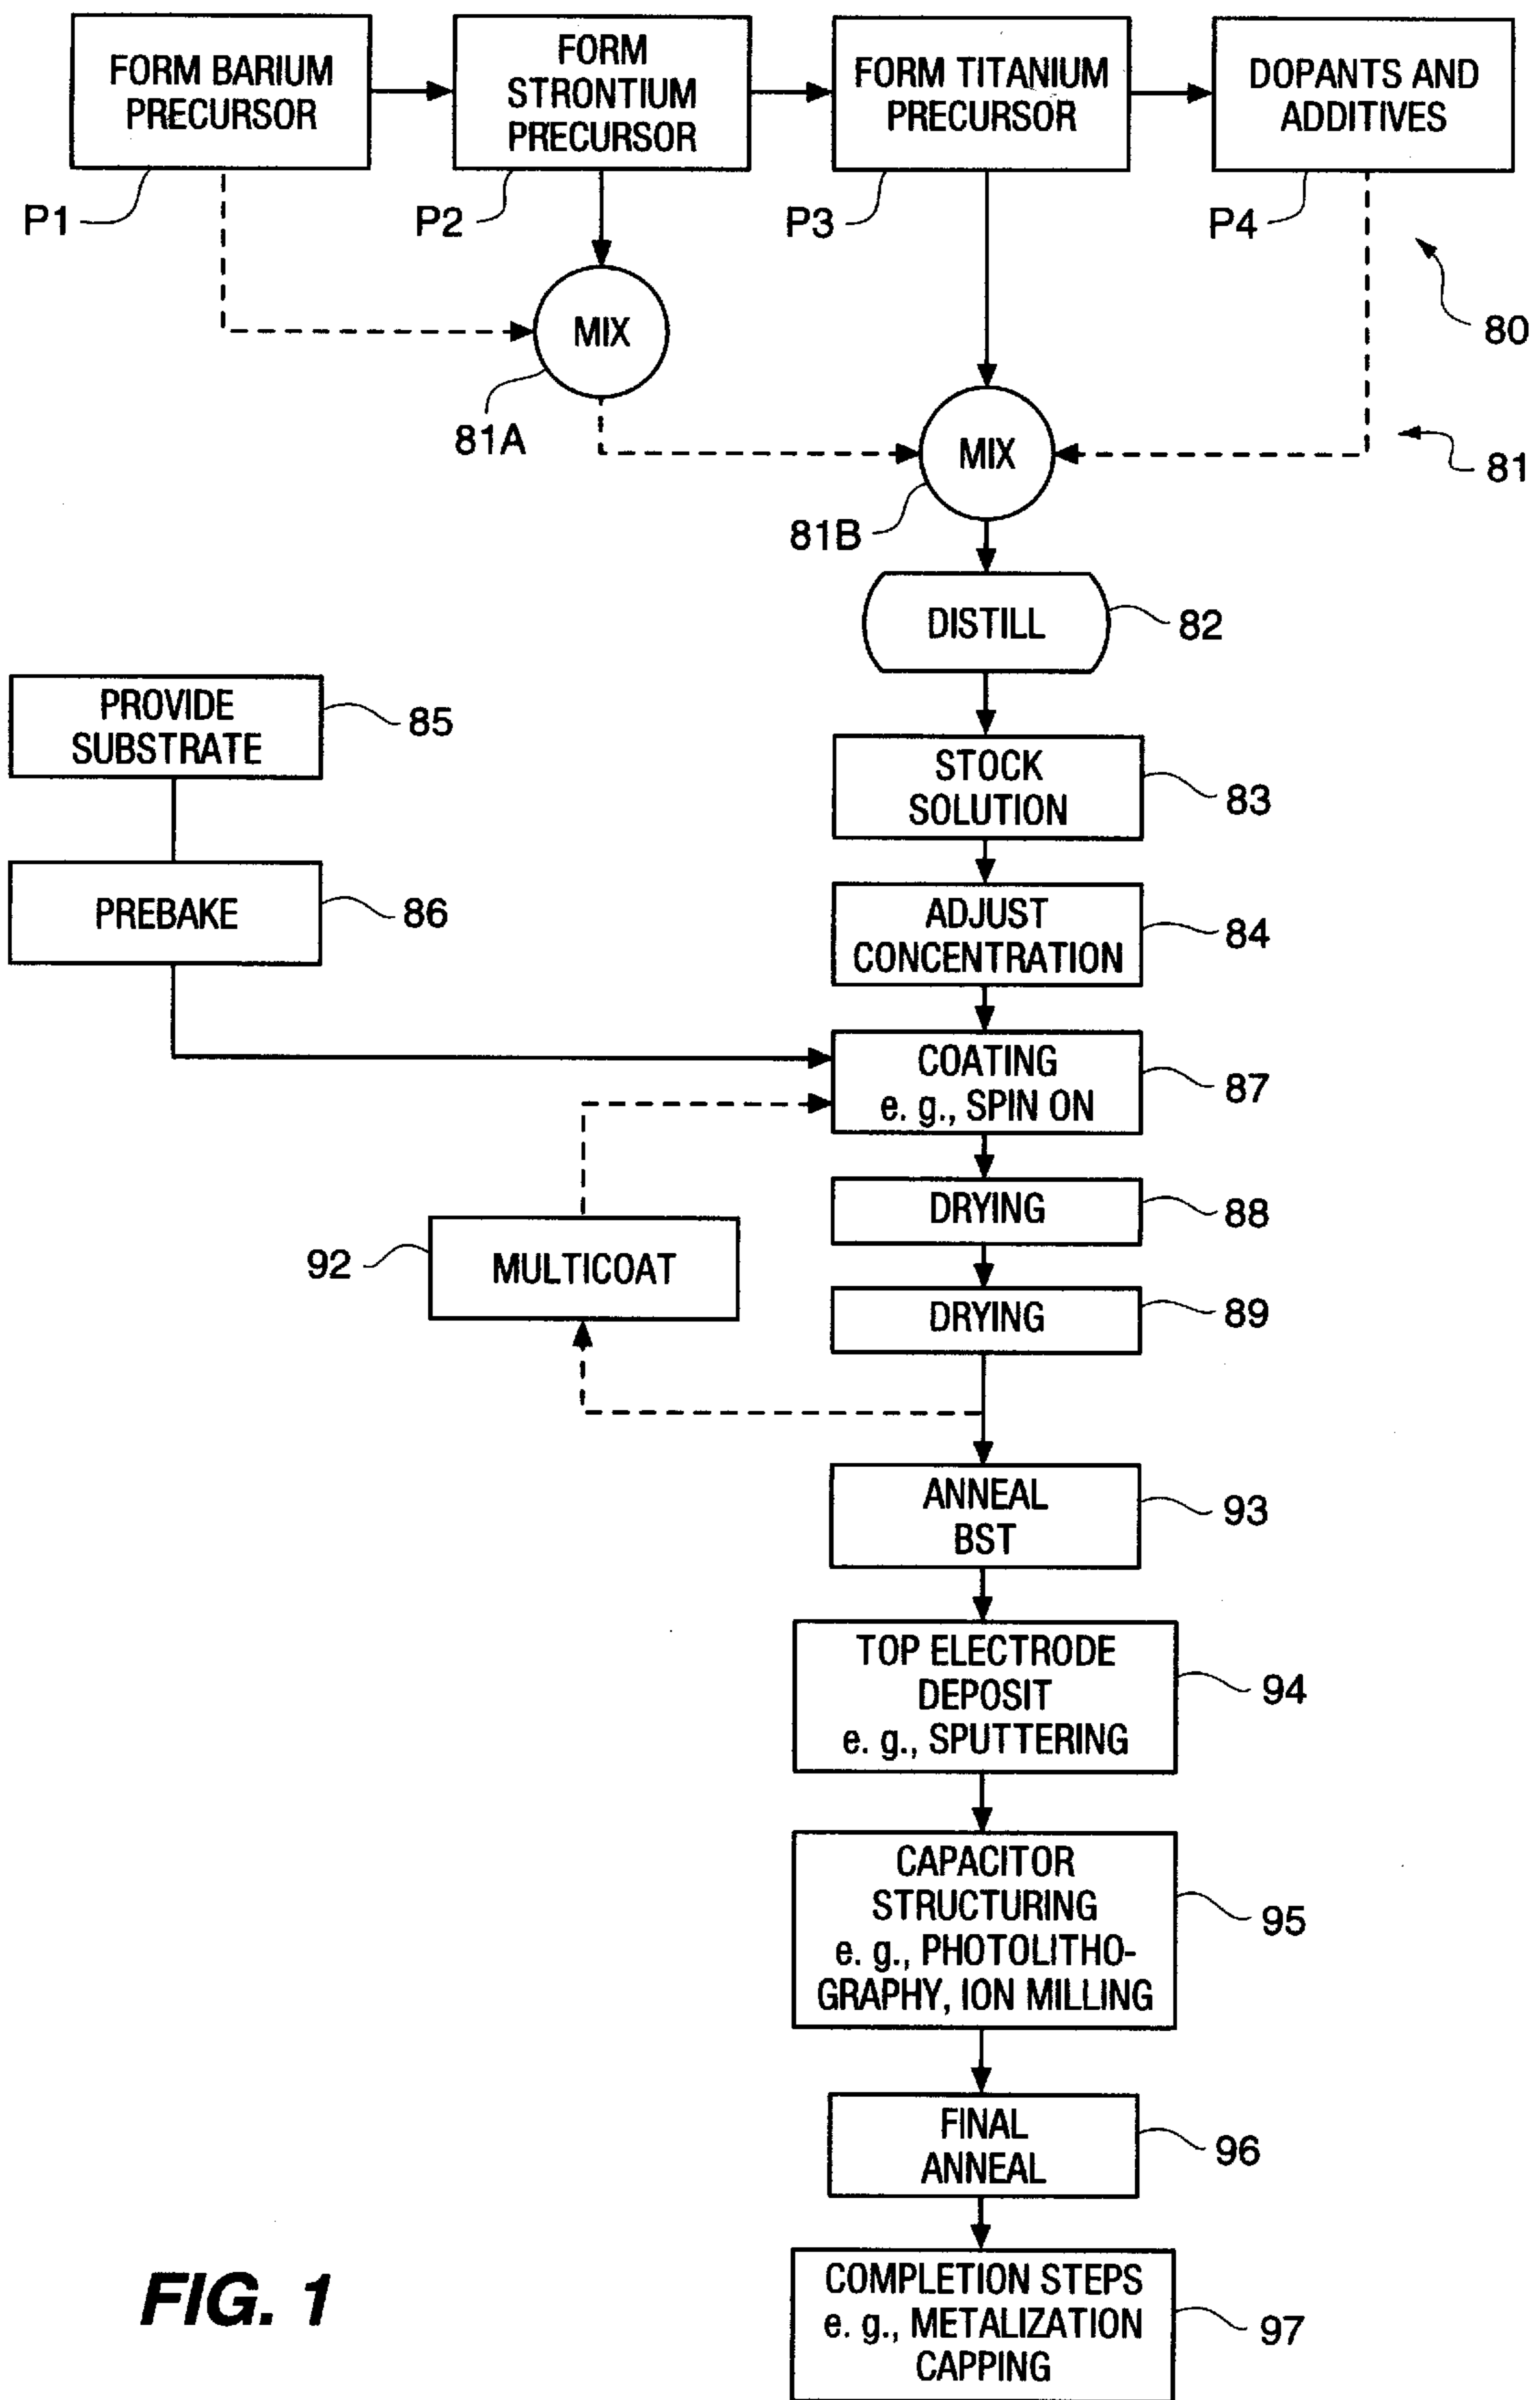 FORM BARIUM
PRECURSOR
FORM
STRONTIUM
PRECURSOR
FORM TITANIUM
PRECURSOR
DOPANTS AND
ADDITIVES
P1
P2
P3
P4
80
MIX
81A
MIX
81
81B
DISTILL
82
PROVIDE
SUBSTRATE
85
STOCK
SOLUTION
83
PREBAKE
86
ADJUST
CONCENTRATION
84
COATING
e. g., SPIN ON
87
DRYING
88
92
MULTICOAT
DRYING
89
ANNEAL
BST
93
TOP ELECTRODE
DEPOSIT
e. g., SPUTTERING
94
CAPACITOR
STRUCTURING
e. g., PHOTOLITHO-
GRAPHY, ION MILLING
95
FINAL
ANNEAL
96
COMPLETION STEPS
e. g., METALIZATION
CAPPING
97
FIG. 1